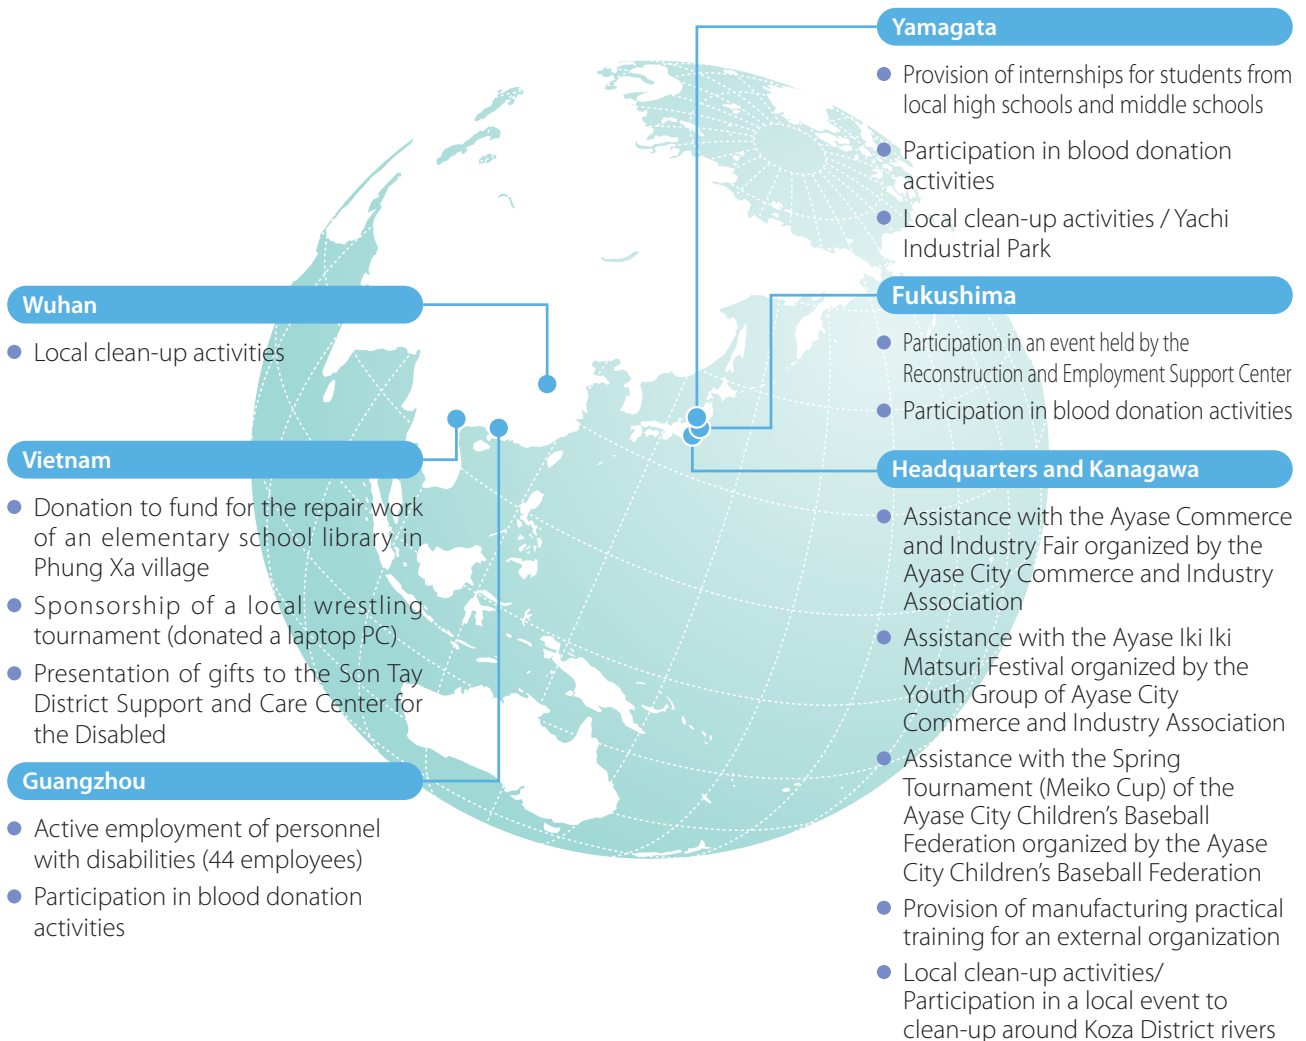 Wuhan
Local clean-up activities
Vietnam
Donation to fund for the repair work
of an elementary school library in
Phung Xa village
Sponsorship of a local wrestling
tournament (donated a laptop PC)
Presentation of gifts to the Son Tay
District Support and Care Center for
the Disabled
Guangzhou
Active employment of personnel
with disabilities (44 employees)
Participation in blood donation
activities
Yamagata
Provision of internships for students from
local high schools and middle schools
Participation in blood donation
activities
Local clean-up activities / Yachi
Industrial Park
Fukushima
Participation in an event held by the
Reconstruction and Employment Support Center
Participation in blood donation activities
Headquarters and Kanagawa
Assistance with the Ayase Commerce
and Industry Fair organized by the
Ayase City Commerce and Industry
Association
Assistance with the Ayase Iki Iki
Matsuri Festival organized by the
Youth Group of Ayase City
Commerce and Industry Association
Assistance with the Spring
Tournament (Meiko Cup) of the
Ayase City Children’s Baseball
Federation organized by the Ayase
City Children’s Baseball Federation
Provision of manufacturing practical
training for an external organization
Local clean-up activities/
Participation in a local event to
clean-up around Koza District rivers